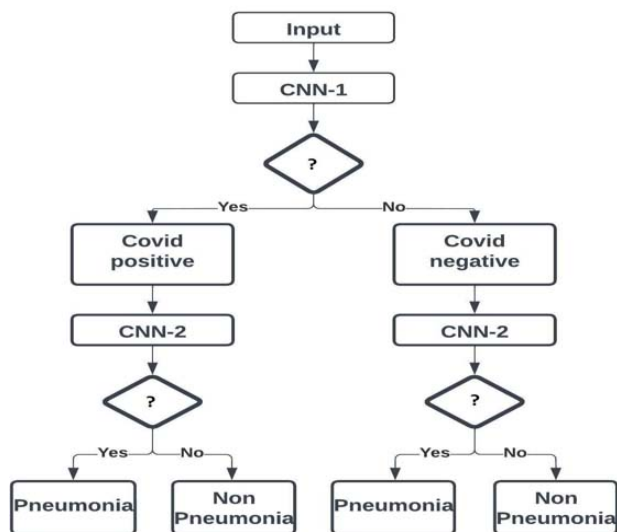 Input
CNN-1
?
Yes
No
Covid
positive
Covid
negative
CNN-2
CNN-2
?
?
Yes
No
Yes
No
Pneumonia
Non
Pneumonia
Pneumonia
Non
Pneumonia